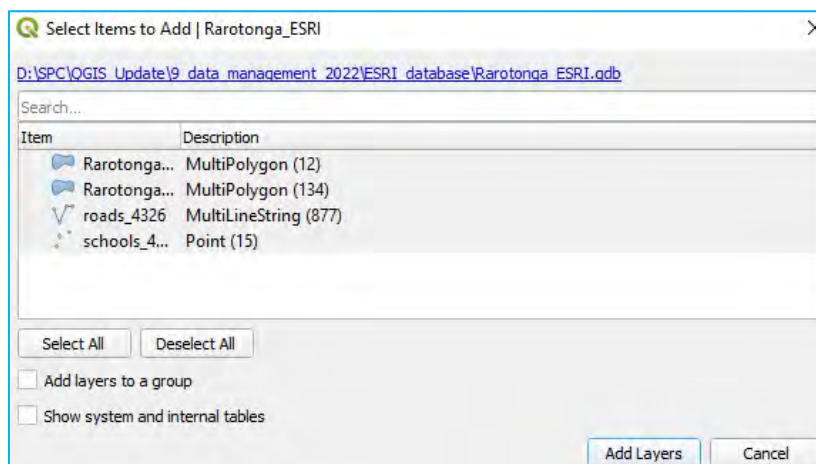 Select Items to Add | Rarotonga_ESRI
D:\SPC\QGIS_Update\9_data_management_2022\ESRI_database\Rarotonga_ESRI.gdb
Search...
Item Description
Rarotonga... MultiPolygon (12)
Rarotonga... MultiPolygon (134)
roads_4326 MultiLineString (877)
schools_4... Point (15)
Select All Deselect All
Add layers to a group
Show system and internal tables
Add Layers Cancel